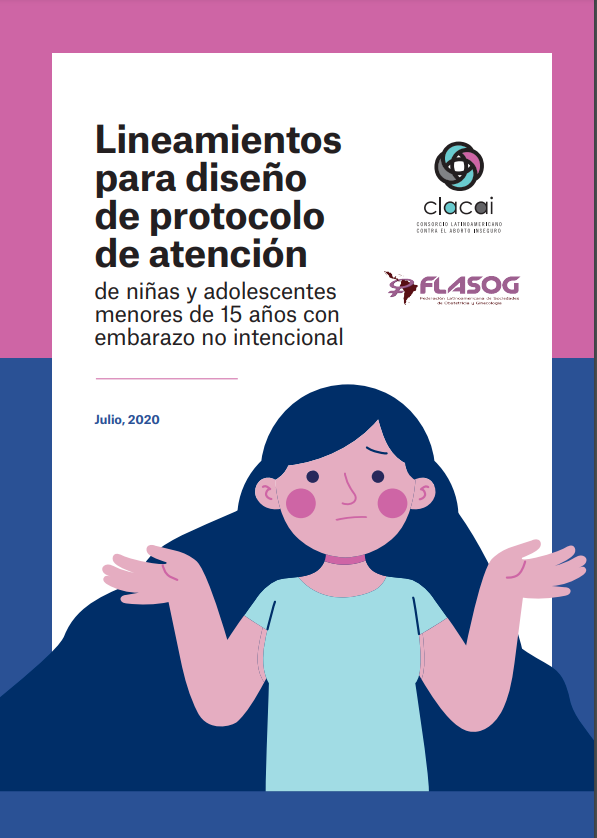 Lineamientos
para diseño
de protocolo
de atención
de niñas y adolescentes
menores de 15 años con
embarazo no intencional
Julio, 2020
clacai
CONSORCIO LATINOAMERICANO
CONTRA EL ABORTO INSEGURO
FLASOG
Federación Latinoamericana de Sociedades
de Obstetricia y Ginecología